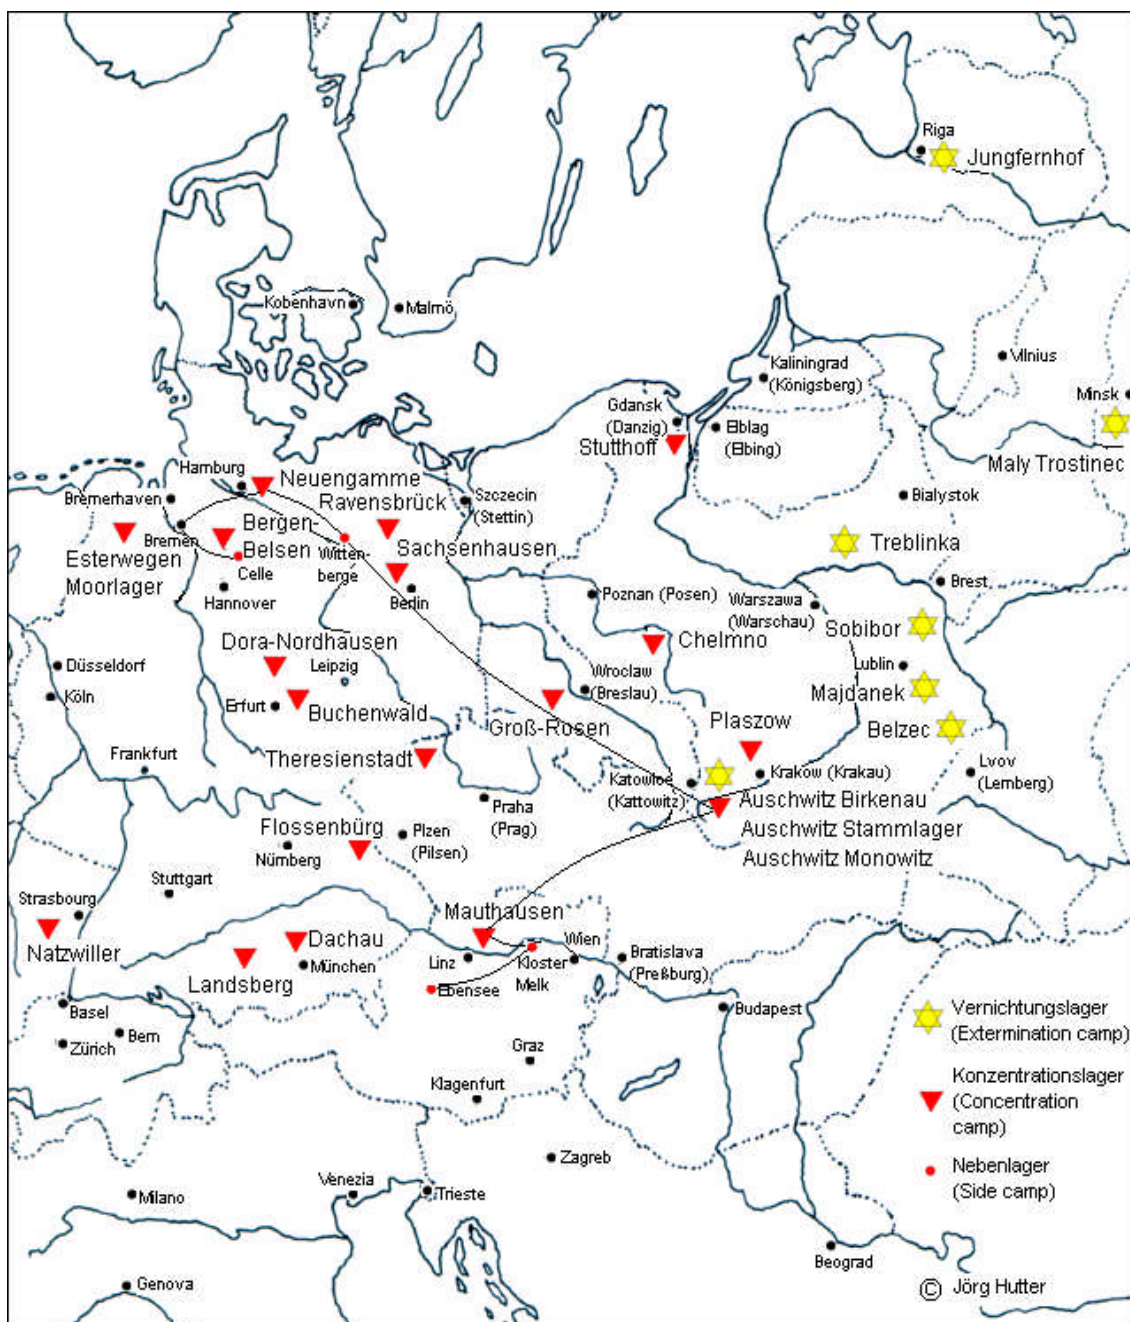 Riga
Jungfernhof
Kobenhavn
Malmö
Vilnius
Kaliningrad
(Königsberg)
Minsk
Gdansk
(Danzig)
Elblag
(Elbing)
Stutthoff
Maly Trostinec
Hamburg
Neuengamme
Ravensbrück
Bremerhaven
Szczecin
(Stettin)
Bialystok
Bremen
Bergen-
Belsen
Esterwegen
Moorlager
Celle
Witten-
berge
Sachsenhausen
Treblinka
Hannover
Berlin
Poznan (Posen)
Warszawa
(Warschau)
Brest
Sobibor
Dora-Nordhausen
Chelmno
Düsseldorf
Leipzig
Wroclaw
(Breslau)
Lublin
Köln
Erfurt
Buchenwald
Groß-Rosen
Majdanek
Plaszow
Belzec
Frankfurt
Theresienstadt
Katowice
(Kattowitz)
Krakow (Krakau)
Lvov
(Lemberg)
Praha
(Prag)
Auschwitz Birkenau
Auschwitz Stammlager
Auschwitz Monowitz
Flossenbürg
Nürnberg
Plzen
(Pilsen)
Stuttgart
Strasbourg
Natzwiller
Mauthausen
Dachau
München
Landsberg
Linz
Kloster
Melk
Wien
Bratislava
(Preßburg)
Ebensee
Basel
Zürich
Bern
Budapest
Vernichtungslager
(Extermination camp)
Graz
Klagenfurt
Konzentrationslager
(Concentration
camp)
Zagreb
Nebenlager
(Side camp)
Milano
Venezia
Trieste
Beograd
Genova
© Jörg Hutter